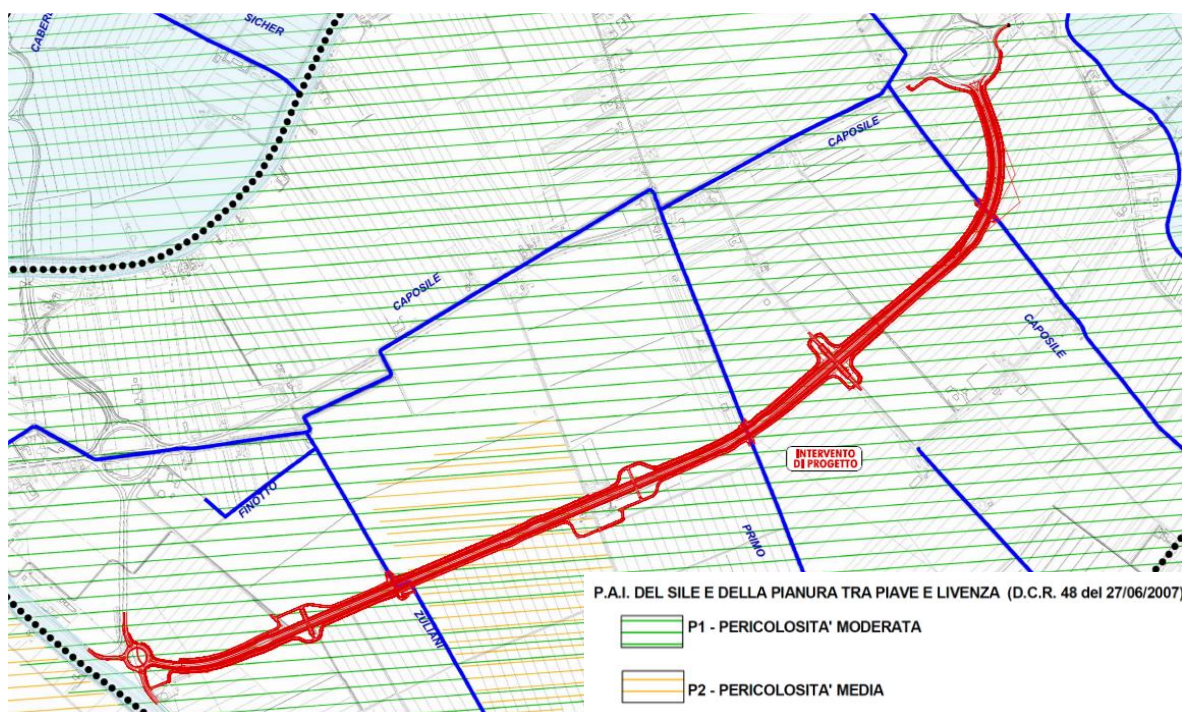 CABER
SICHER
CAPOSILE
CAPOSILE
CAPOSILE
INTERVENTO
DI PROGETTO
FINOTTO
PRIMO
ZULIANI
P.A.I. DEL SILE E DELLA PIANURA TRA PIAVE E LIVENZA (D.C.R. 48 del 27/06/2007)
P1 - PERICOLOSITA' MODERATA
P2 - PERICOLOSITA' MEDIA